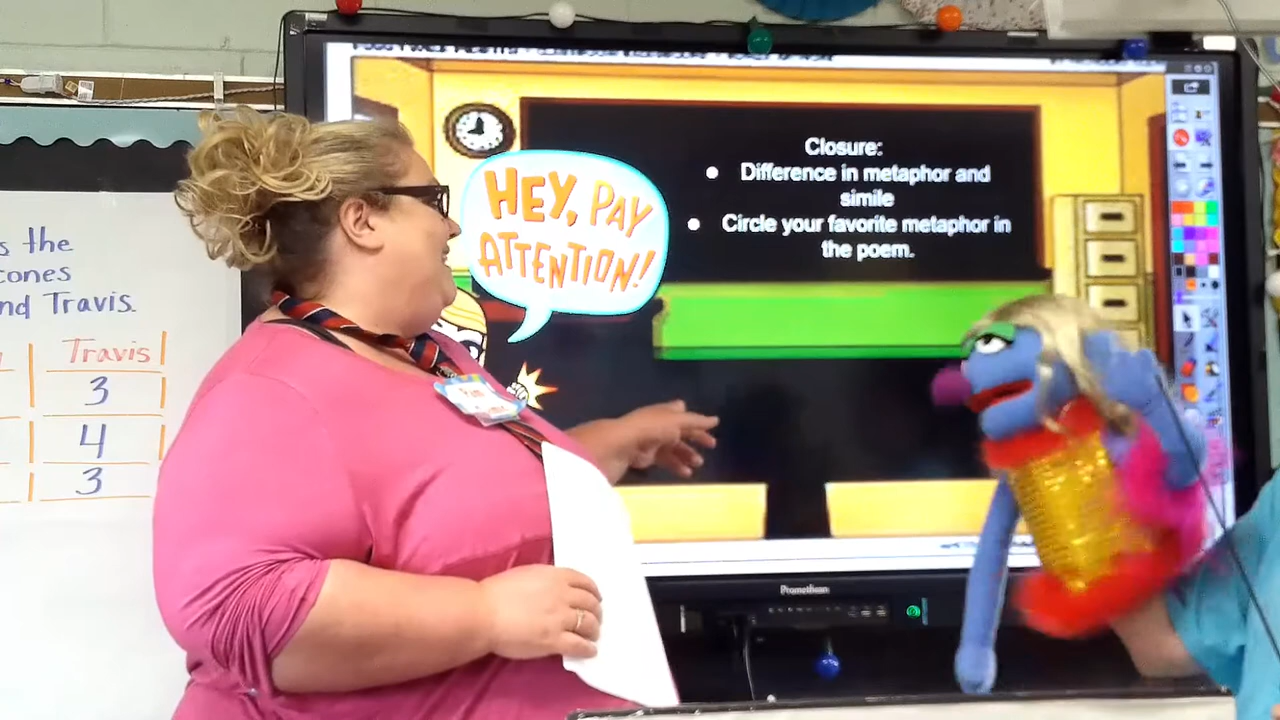 s the
cones
nd Travis.
Travis
3
4
3
HEY, PAY
ATTENTION!
Closure:
● Difference in metaphor and
simile
● Circle your favorite metaphor in
the poem.
Promethean